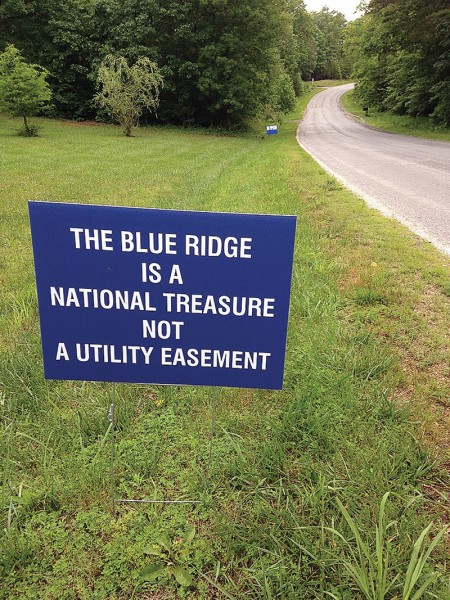 THE BLUE RIDGE
IS A
NATIONAL TREASURE
NOT
A UTILITY EASEMENT